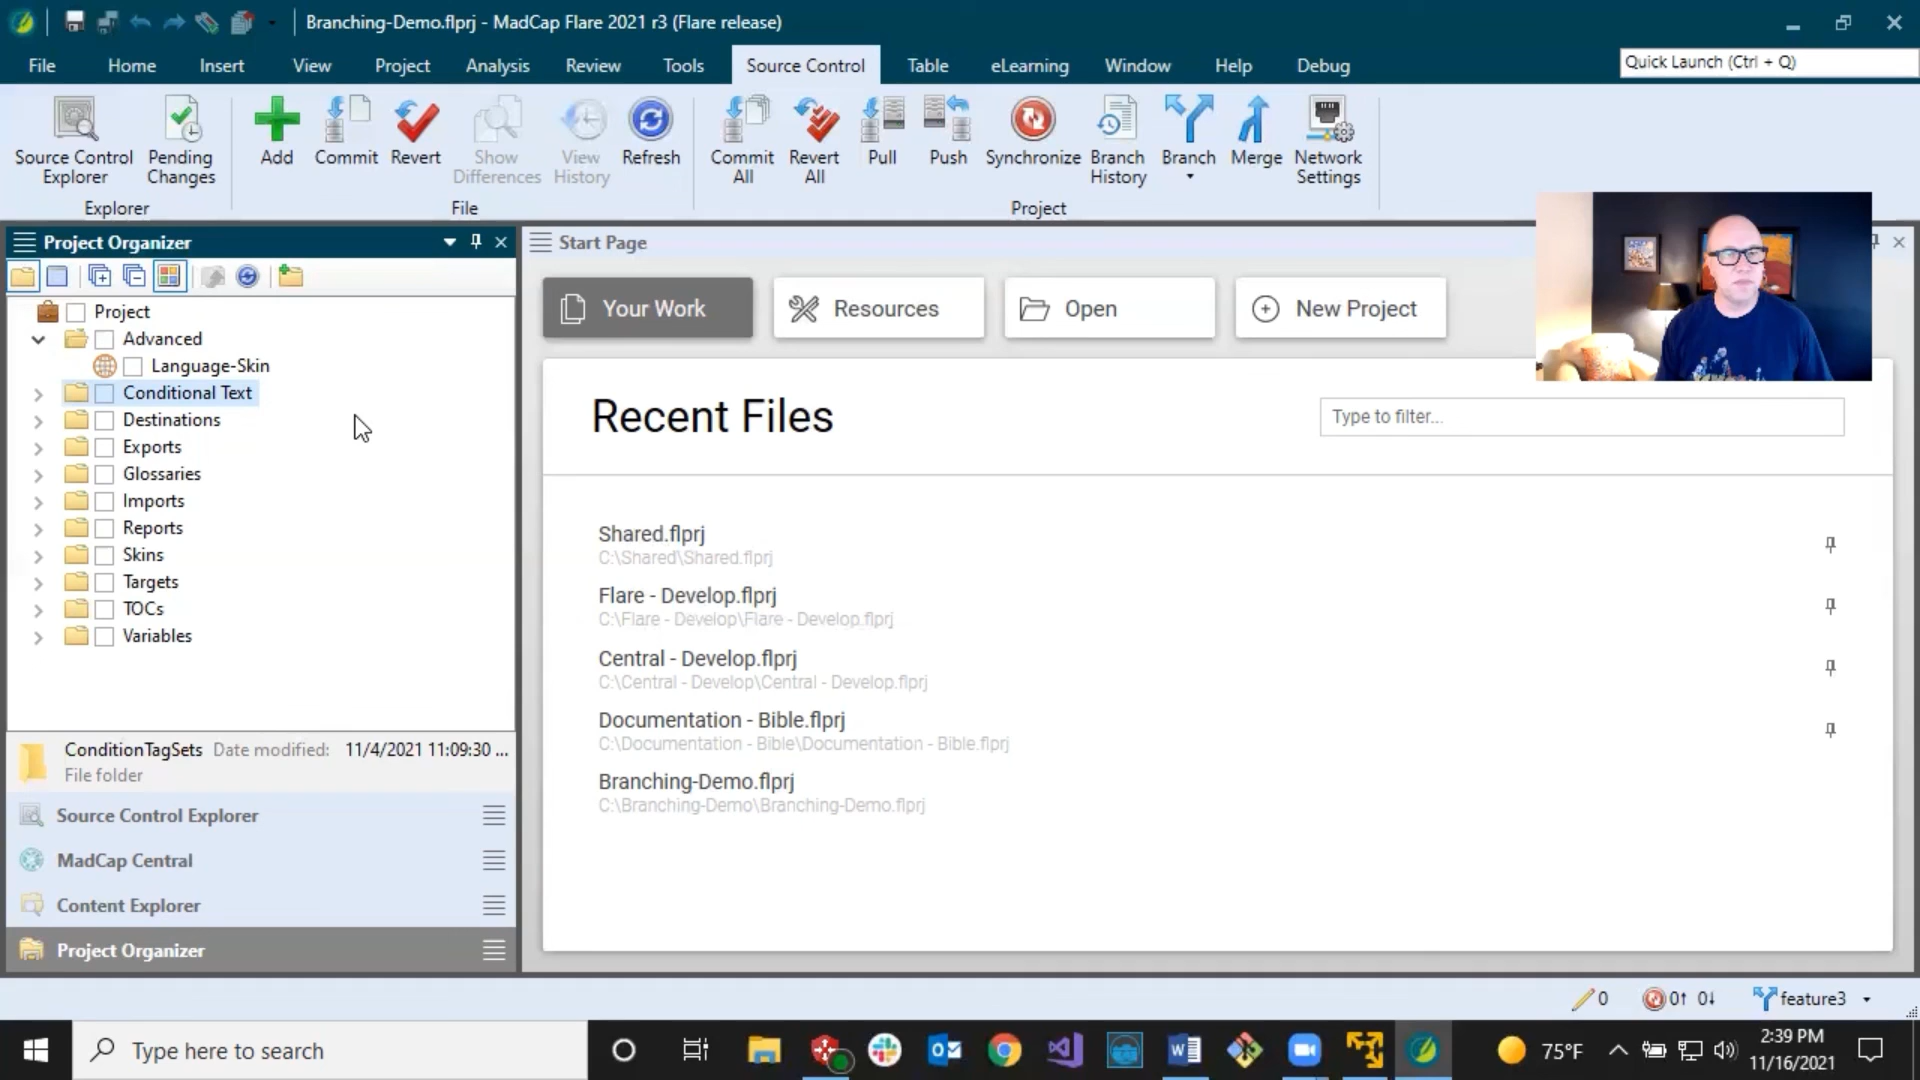 Branching-Demo.flprj - MadCap Flare 2021 r3 (Flare release)
File Home Insert View Project Analysis Review Tools Source Control Table eLearning Window Help Debug
Quick Launch (Ctrl + Q)
Source Control Explorer
Pending Changes
Add
Commit
Revert
Show Differences
View History
Refresh
Commit All
Revert All
Pull
Push
Synchronize
Branch History
Branch
Merge
Network Settings
Explorer
File
Project
Project Organizer
Start Page
Project
Advanced
Language-Skin
Conditional Text
Destinations
Exports
Glossaries
Imports
Reports
Skins
Targets
TOCs
Variables
ConditionTagSets Date modified: 11/4/2021 11:09:30 ...
File folder
Source Control Explorer
MadCap Central
Content Explorer
Project Organizer
Your Work
Resources
Open
New Project
Recent Files
Type to filter...
Shared.flprj
C:\Shared\Shared.flprj
Flare - Develop.flprj
C:\Flare - Develop\Flare - Develop.flprj
Central - Develop.flprj
C:\Central - Develop\Central - Develop.flprj
Documentation - Bible.flprj
C:\Documentation - Bible\Documentation - Bible.flprj
Branching-Demo.flprj
C:\Branching-Demo\Branching-Demo.flprj
0 0↑ 0↓ feature3
Type here to search
75°F
2:39 PM
11/16/2021